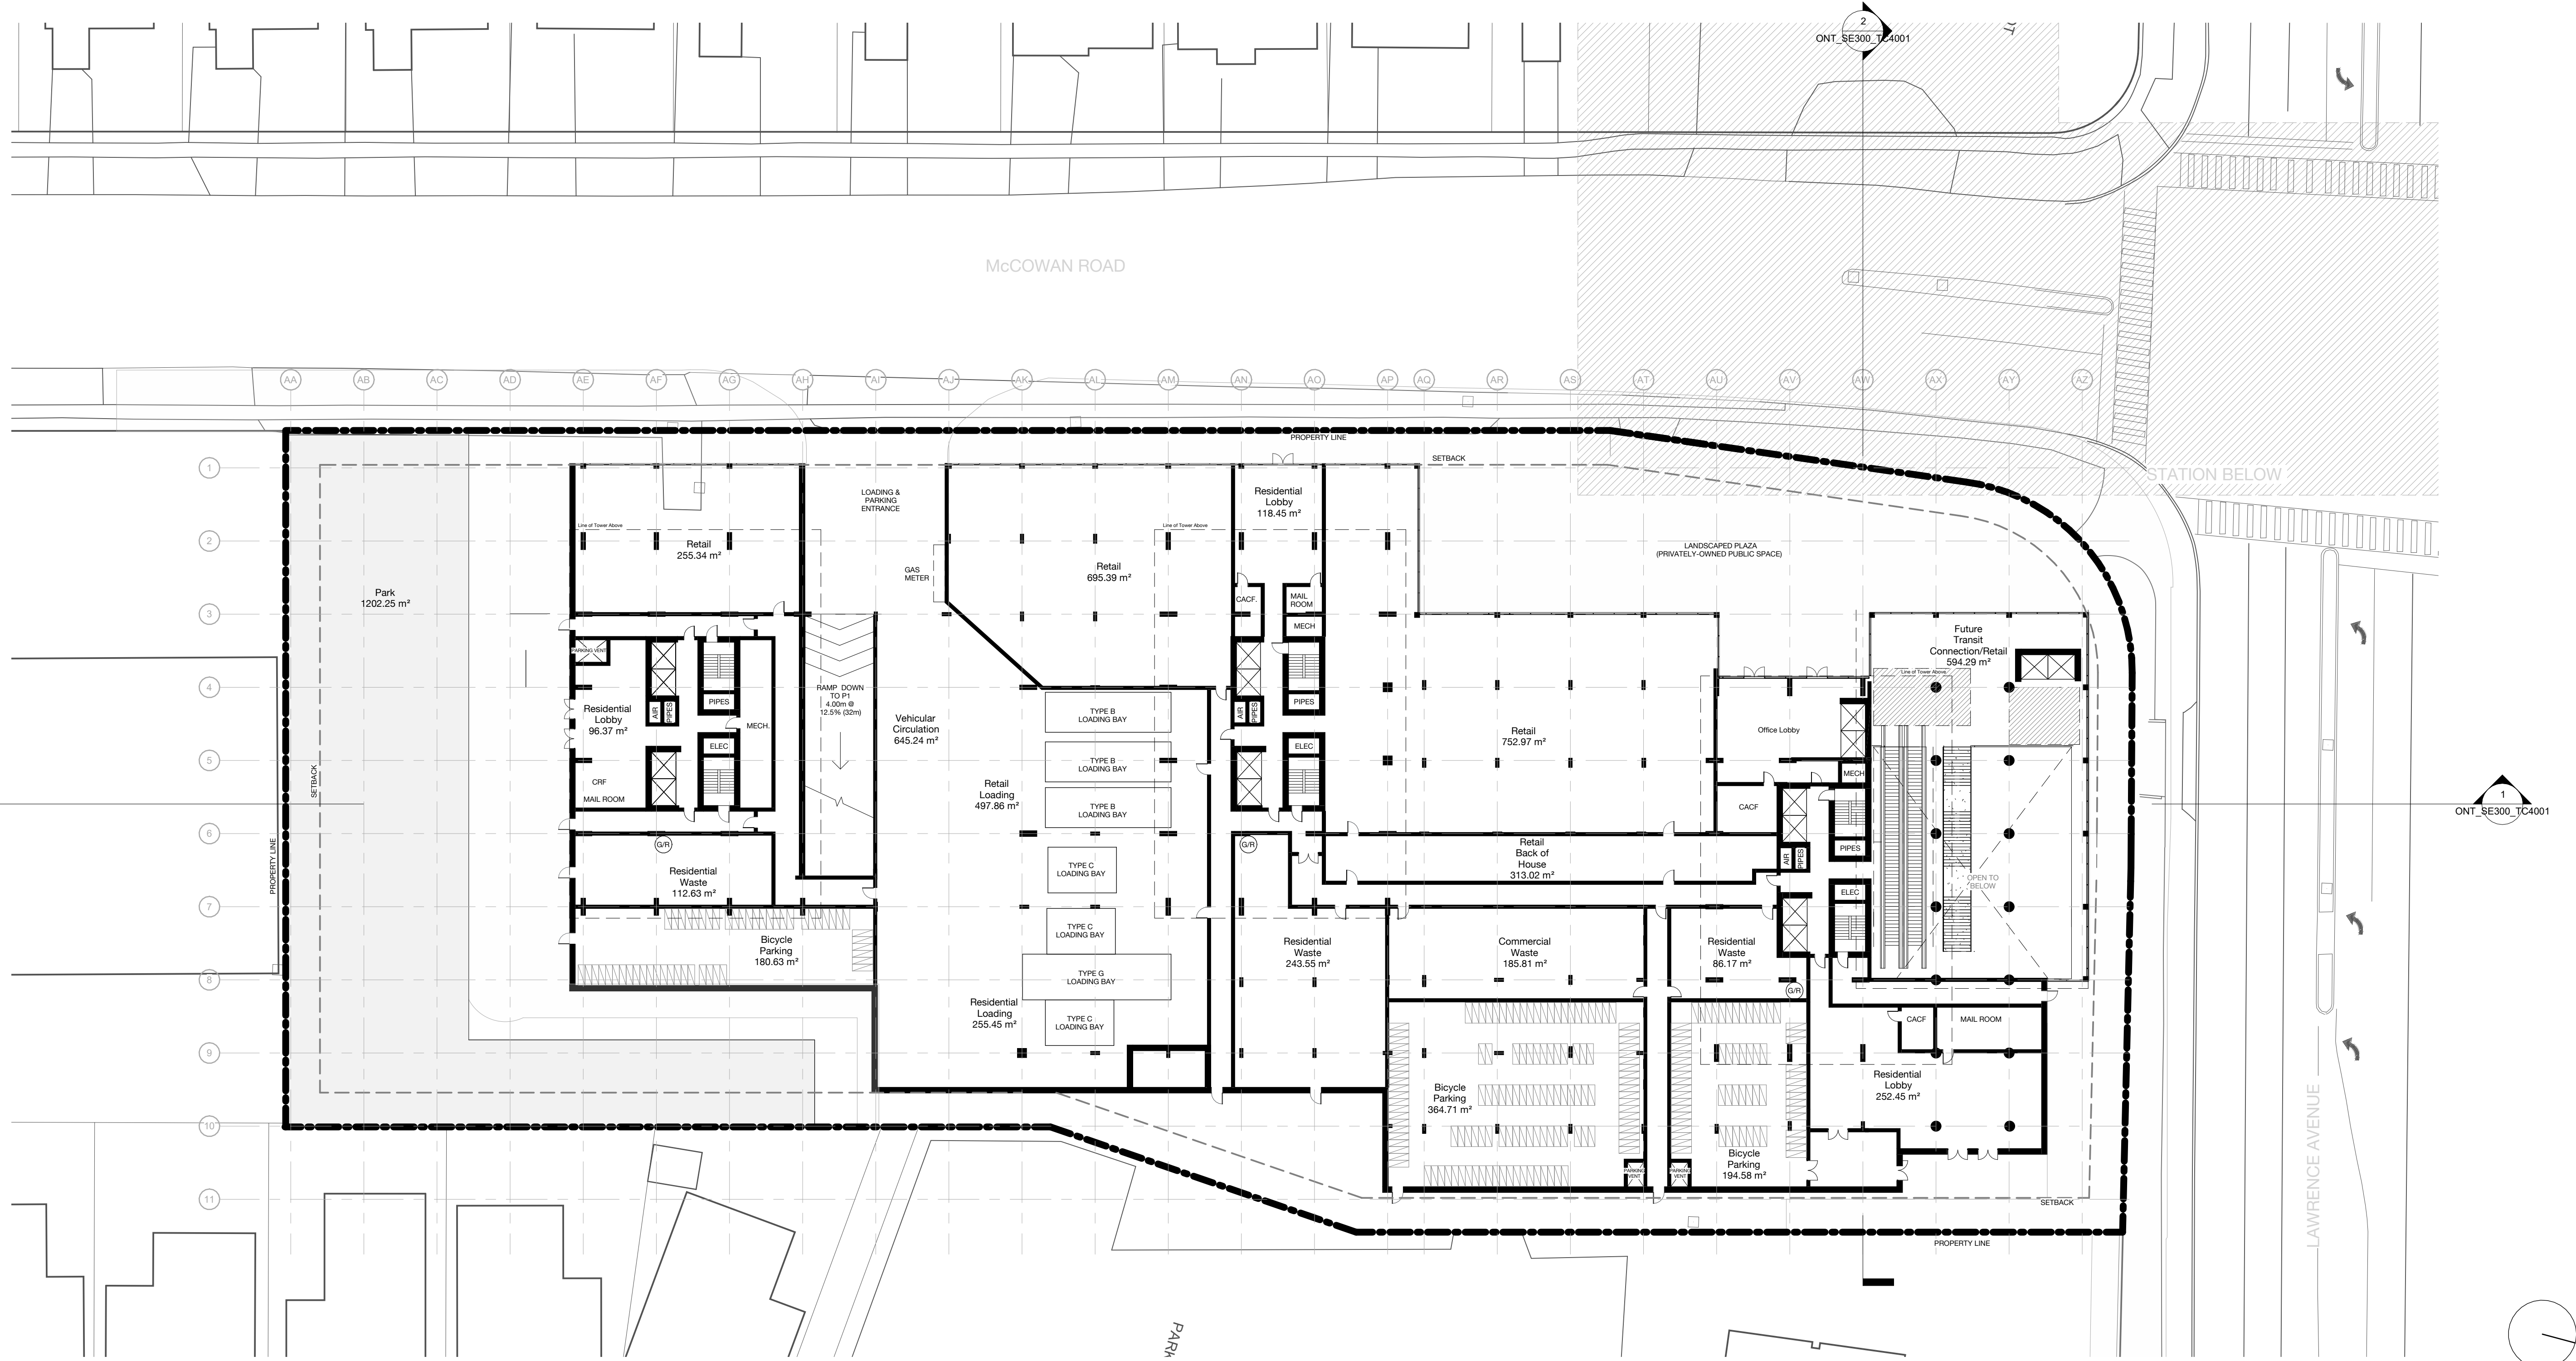 2
ONT_SE300_TC4001
OT
McCOWAN ROAD
AA AB AC AD AE AF AG AH AI AJ AK AL AM AN AO AP AQ AR AS AT AU AV AW AX AY AZ
PROPERTY LINE
SETBACK
STATION BELOW
1
2
3
4
5
6
7
8
9
10
11
LOADING &
PARKING
ENTRANCE
Residential
Lobby
118.45 m²
Line of Tower Above
Line of Tower Above
Retail
255.34 m²
LANDSCAPED PLAZA
(PRIVATELY-OWNED PUBLIC SPACE)
GAS
METER
Retail
695.39 m²
Park
1202.25 m²
CACF.
MAIL
ROOM
MECH
Future
Transit
Connection/Retail
594.29 m²
Line of Tower Above
PARKING VENT
RAMP DOWN
TO P1
4.00m @
12.5% (32m)
PIPES
AIR
PIPES
Residential
Lobby
96.37 m²
MECH.
ELEC
CRF
MAIL ROOM
Vehicular
Circulation
645.24 m²
TYPE B
LOADING BAY
TYPE B
LOADING BAY
TYPE B
LOADING BAY
PIPES
AIR
PIPES
ELEC
Retail
752.97 m²
Office Lobby
MECH
CACF
SETBACK
PROPERTY LINE
Retail
Loading
497.86 m²
1
ONT_SE300_TC4001
G/R
G/R
Residential
Waste
112.63 m²
TYPE C
LOADING BAY
Retail
Back of
House
313.02 m²
PIPES
AIR
PIPES
ELEC
OPEN TO
BELOW
TYPE C
LOADING BAY
Bicycle
Parking
180.63 m²
Residential
Waste
243.55 m²
Commercial
Waste
185.81 m²
Residential
Waste
86.17 m²
G/R
TYPE G
LOADING BAY
Residential
Loading
255.45 m²
TYPE C
LOADING BAY
CACF
MAIL ROOM
Residential
Lobby
252.45 m²
Bicycle
Parking
364.71 m²
Bicycle
Parking
194.58 m²
PARKING
VENT
PARKING
VENT
SETBACK
PROPERTY LINE
LAWRENCE AVENUE
PARK